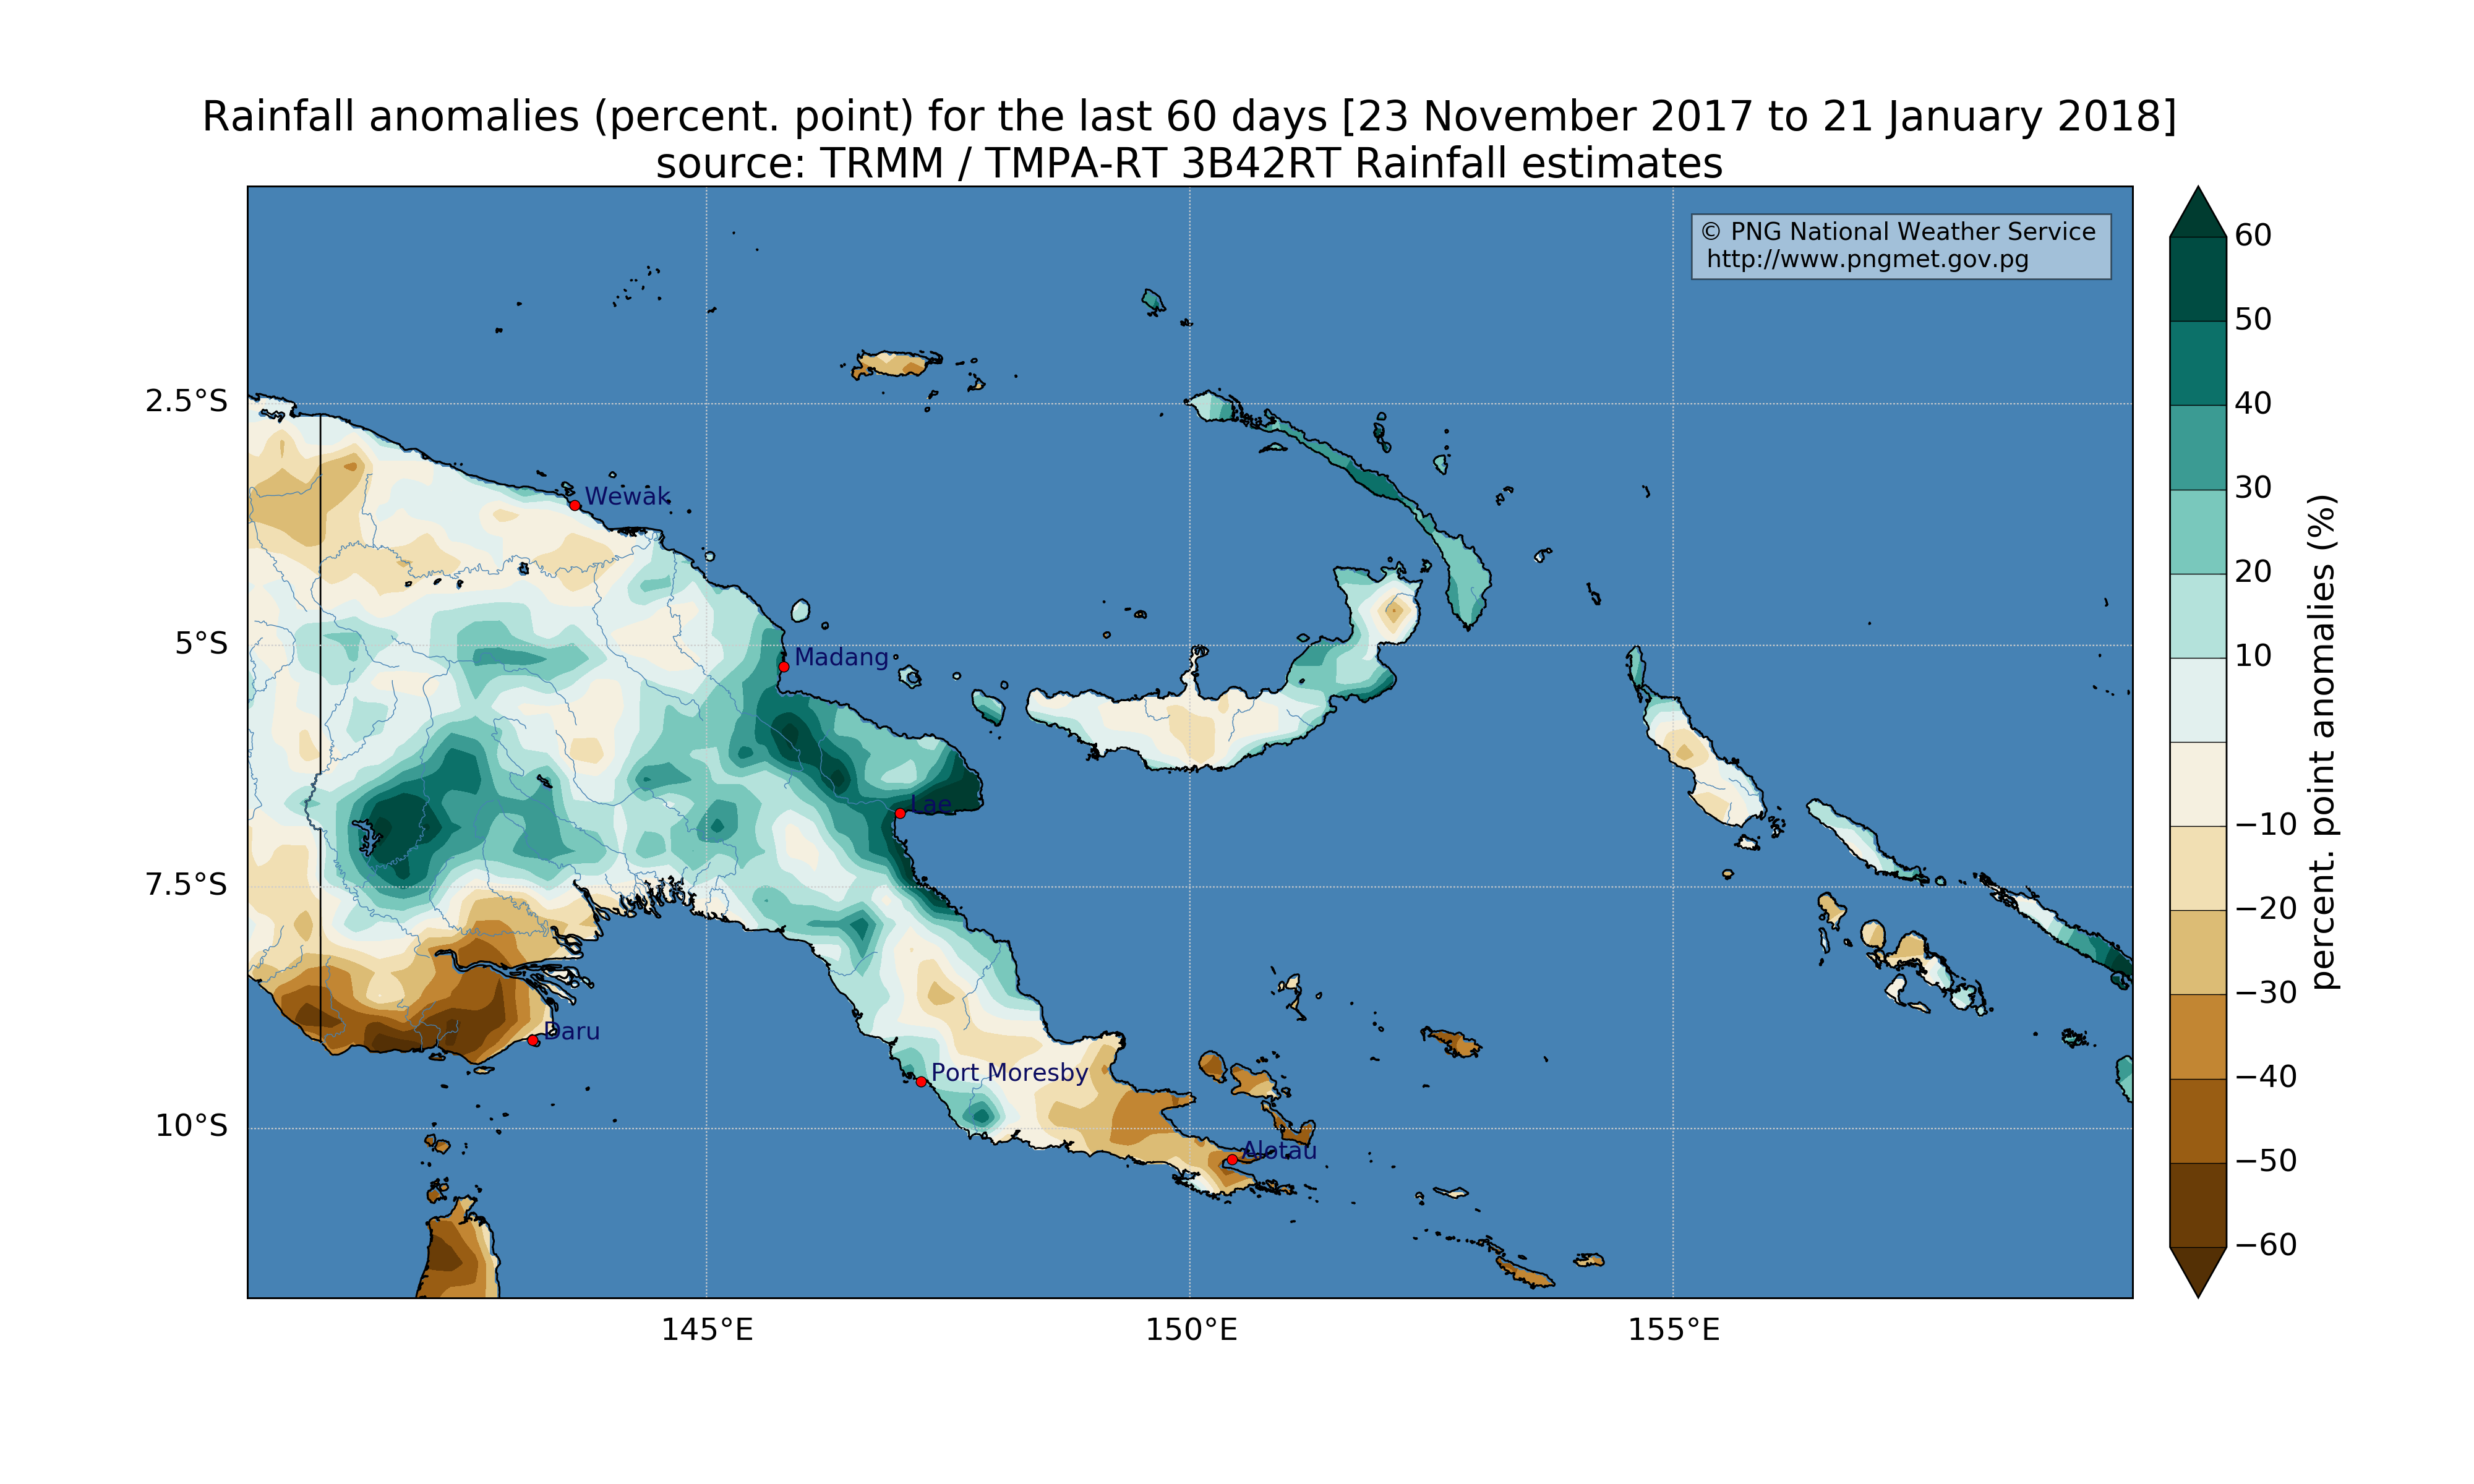 Rainfall anomalies (percent. point) for the last 60 days [23 November 2017 to 21 January 2018]
source: TRMM / TMPA-RT 3B42RT Rainfall estimates
© PNG National Weather Service
http://www.pngmet.gov.pg
2.5°S
5°S
7.5°S
10°S
Wewak
Madang
Lae
Daru
Port Moresby
Alotau
145°E
150°E
155°E
60
50
40
30
20
10
−10
−20
−30
−40
−50
−60
percent. point anomalies (%)